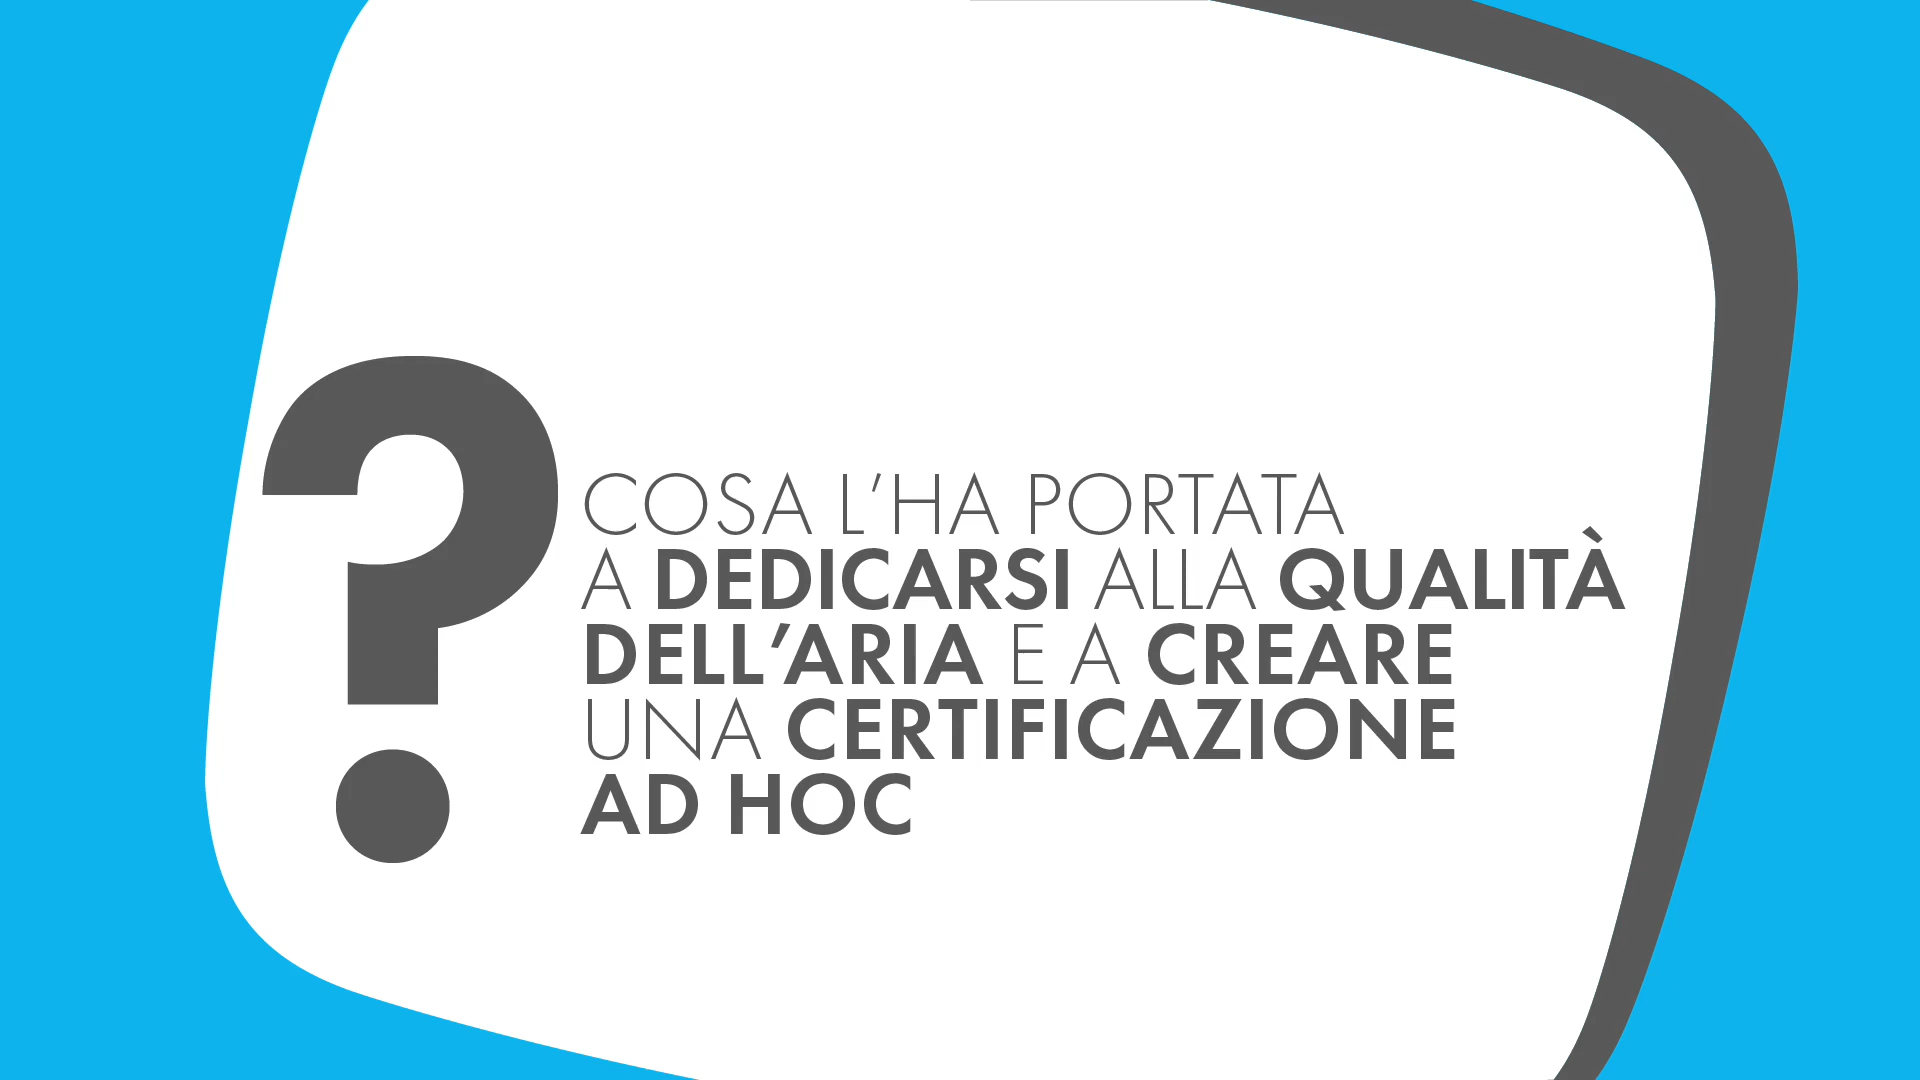 ?
COSA L’HA PORTATA
A DEDICARSI ALLA QUALITÀ
DELL’ARIA E A CREARE
UNA CERTIFICAZIONE
AD HOC